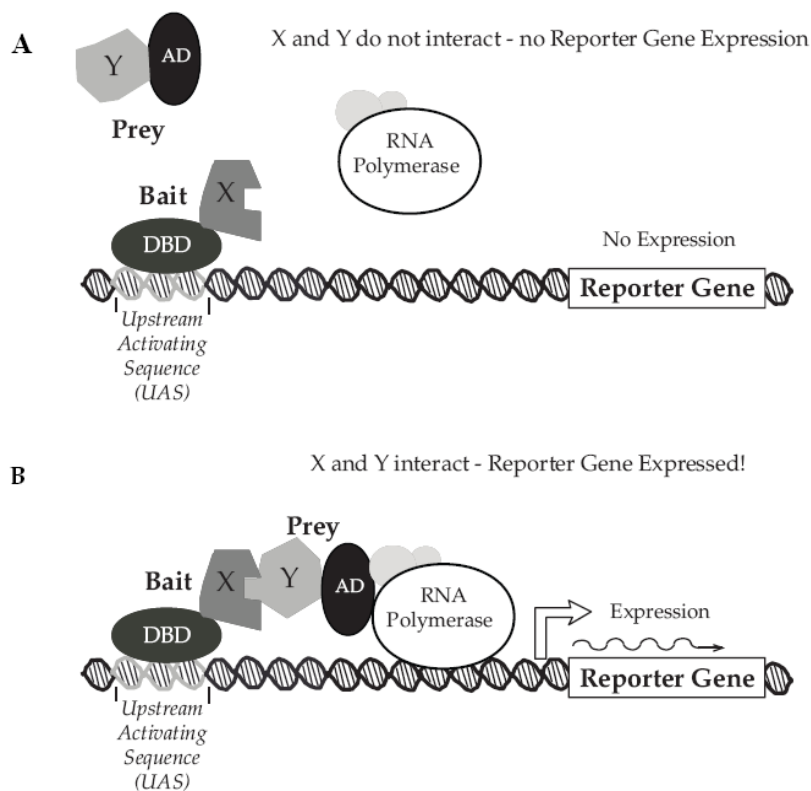 A
X and Y do not interact - no Reporter Gene Expression
Y
AD
Prey
RNA
Polymerase
Bait
X
DBD
No Expression
Reporter Gene
Upstream
Activating
Sequence
(UAS)
B
X and Y interact - Reporter Gene Expressed!
Prey
Bait
X
Y
AD
RNA
Polymerase
Expression
DBD
Reporter Gene
Upstream
Activating
Sequence
(UAS)